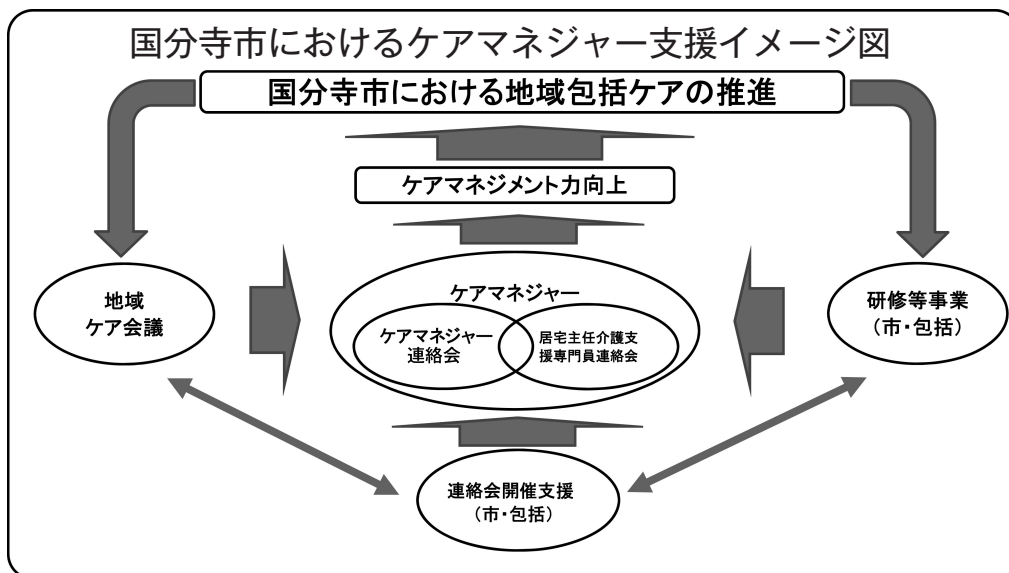 国分寺市におけるケアマネジャー支援イメージ図
国分寺市における地域包括ケアの推進
ケアマネジメント力向上
地域
ケア会議
ケアマネジャー
ケアマネジャー
連絡会
居宅主任介護支
援専門員連絡会
研修等事業
(市・包括)
連絡会開催支援
(市・包括)